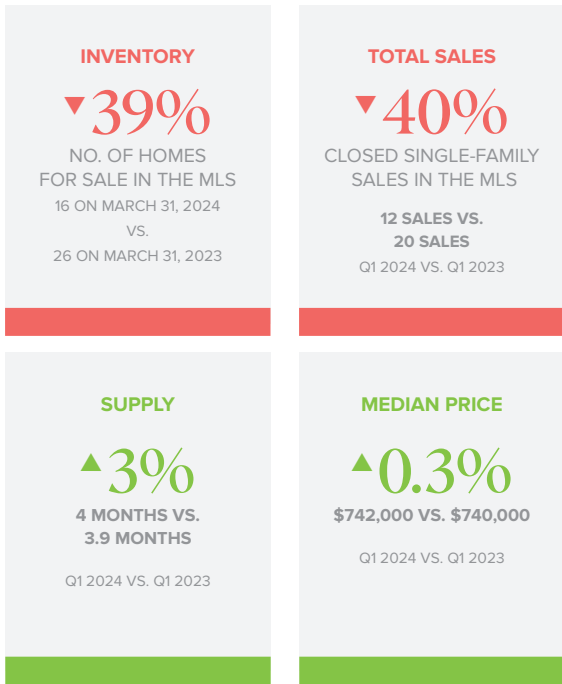 INVENTORY
▼39%
NO. OF HOMES
FOR SALE IN THE MLS
16 ON MARCH 31, 2024
VS.
26 ON MARCH 31, 2023
TOTAL SALES
▼40%
CLOSED SINGLE-FAMILY
SALES IN THE MLS
12 SALES VS.
20 SALES
Q1 2024 VS. Q1 2023
SUPPLY
▲3%
4 MONTHS VS.
3.9 MONTHS
Q1 2024 VS. Q1 2023
MEDIAN PRICE
▲0.3%
$742,000 VS. $740,000
Q1 2024 VS. Q1 2023